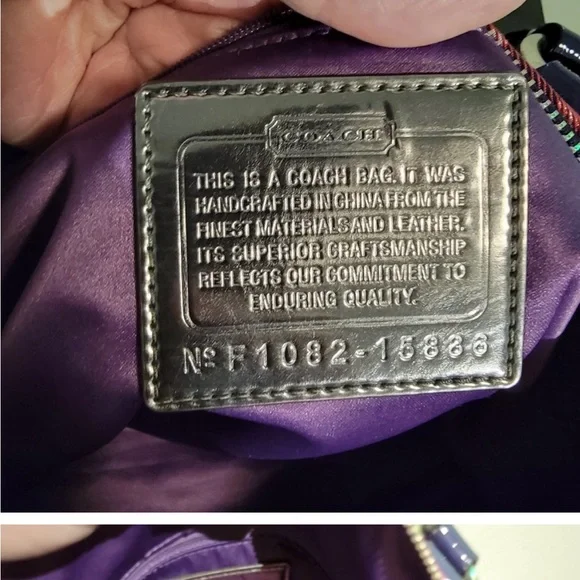 COACH
THIS IS A COACH BAG. IT WAS
HANDCRAFTED IN CHINA FROM THE
FINEST MATERIALS AND LEATHER.
ITS SUPERIOR CRAFTSMANSHIP
REFLECTS OUR COMMITMENT TO
ENDURING QUALITY.
Nº F1082-15886